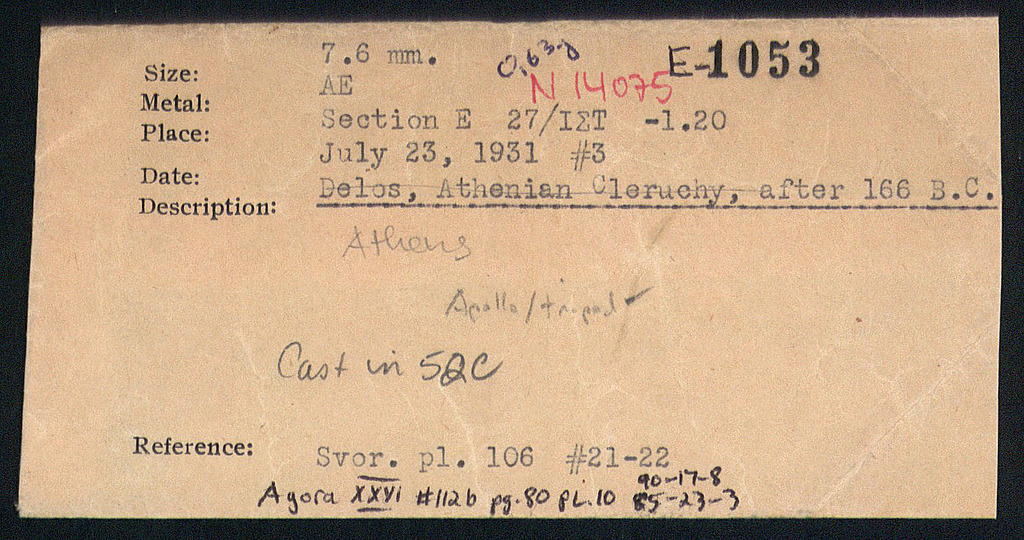 Size: 7.6 mm. 0,63g E-1053
Metal: AE N 14075
Place: Section E 27/ΙΣΤ -1.20
Date: July 23, 1931 #3
Description: Delos, Athenian Cleruchy, after 166 B.C.
Athens
Apollo/tripod ✓
Cast in SQC
Reference: Svor. pl. 106 #21-22
90-17-8
Agora XXVI #112b pg.80 PL.10 85-23-3